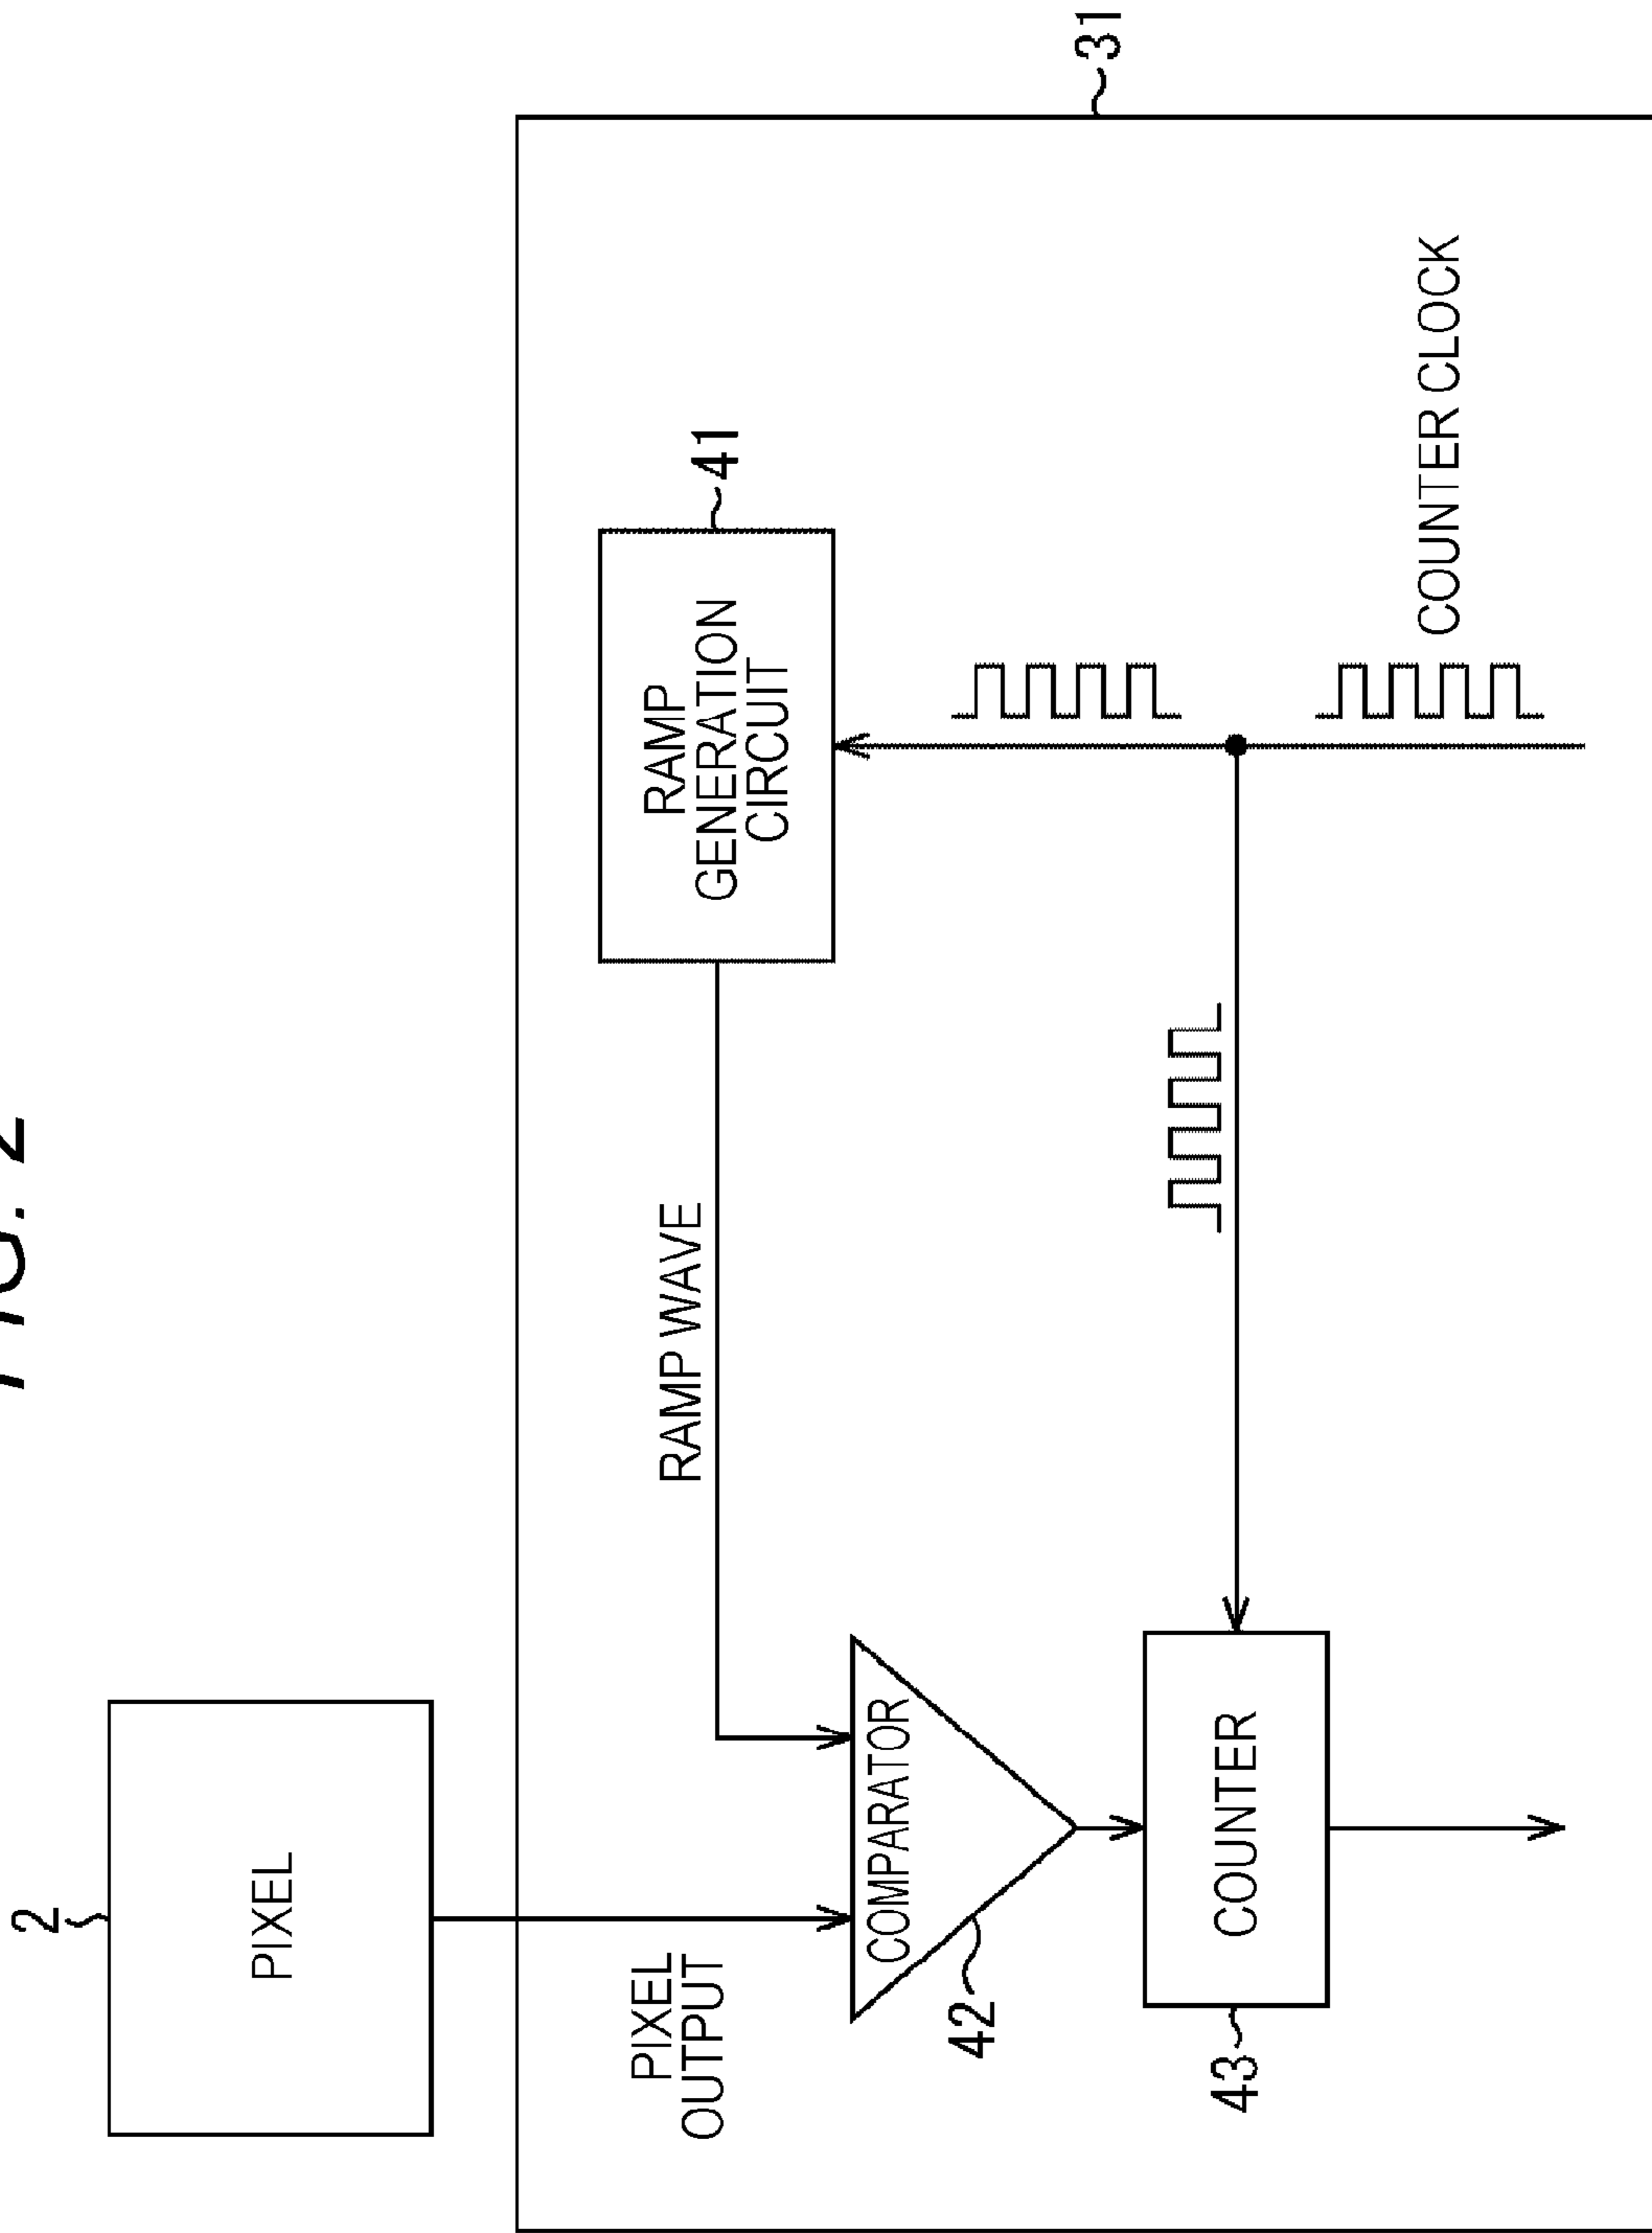 FIG. 2
2
PIXEL
PIXEL
OUTPUT
RAMP WAVE
RAMP
GENERATION
CIRCUIT
41
31
COMPARATOR
42
COUNTER
43
COUNTER CLOCK